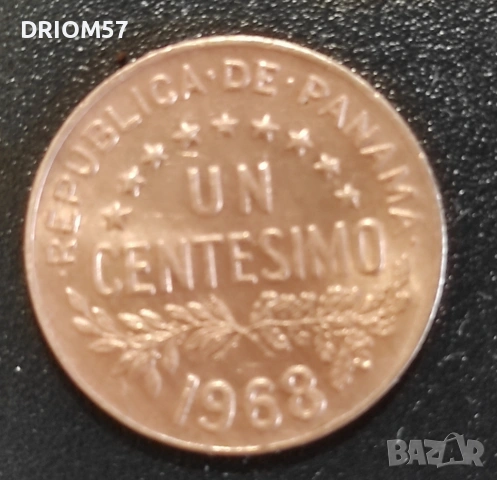 DRIOM57
·REPUBLICA·DE·PANAMA·
UN
CENTESIMO
1968
BAZAR